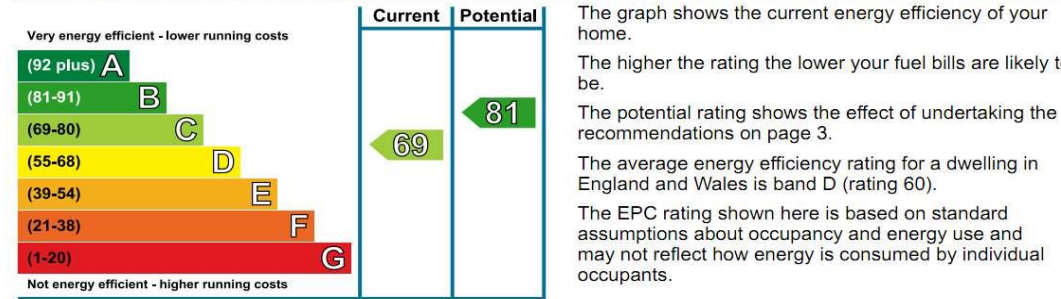 Current Potential
Very energy efficient - lower running costs
(92 plus) A
(81-91) B
(69-80) C
(55-68) D
(39-54) E
(21-38) F
(1-20) G
Not energy efficient - higher running costs
69
81
The graph shows the current energy efficiency of your
home.
The higher the rating the lower your fuel bills are likely t
be.
The potential rating shows the effect of undertaking the
recommendations on page 3.
The average energy efficiency rating for a dwelling in
England and Wales is band D (rating 60).
The EPC rating shown here is based on standard
assumptions about occupancy and energy use and
may not reflect how energy is consumed by individual
occupants.